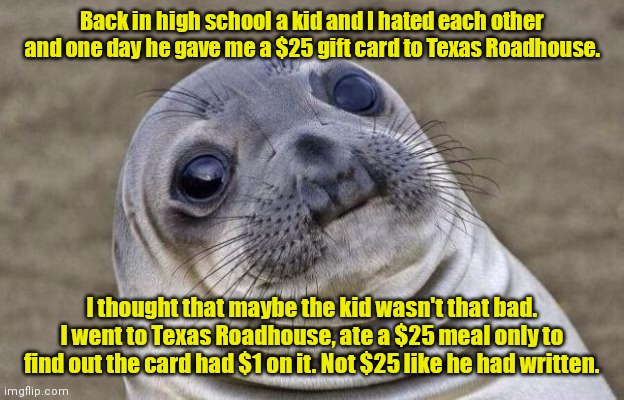 Back in high school a kid and I hated each other
and one day he gave me a $25 gift card to Texas Roadhouse.
I thought that maybe the kid wasn't that bad.
I went to Texas Roadhouse, ate a $25 meal only to
find out the card had $1 on it. Not $25 like he had written.
imgflip.com